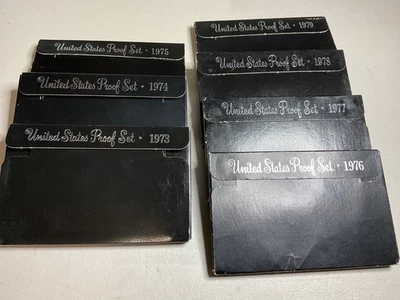 United States Proof Set · 1975
United States Proof Set · 1974
United States Proof Set · 1973
United States Proof Set · 1979
United States Proof Set · 1978
United States Proof Set · 1977
United States Proof Set · 1976